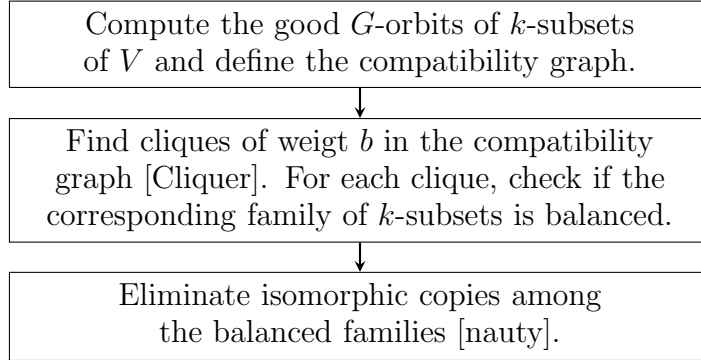 Compute the good G-orbits of k-subsets
of V and define the compatibility graph.
Find cliques of weigt b in the compatibility
graph [Cliquer]. For each clique, check if the
corresponding family of k-subsets is balanced.
Eliminate isomorphic copies among
the balanced families [nauty].